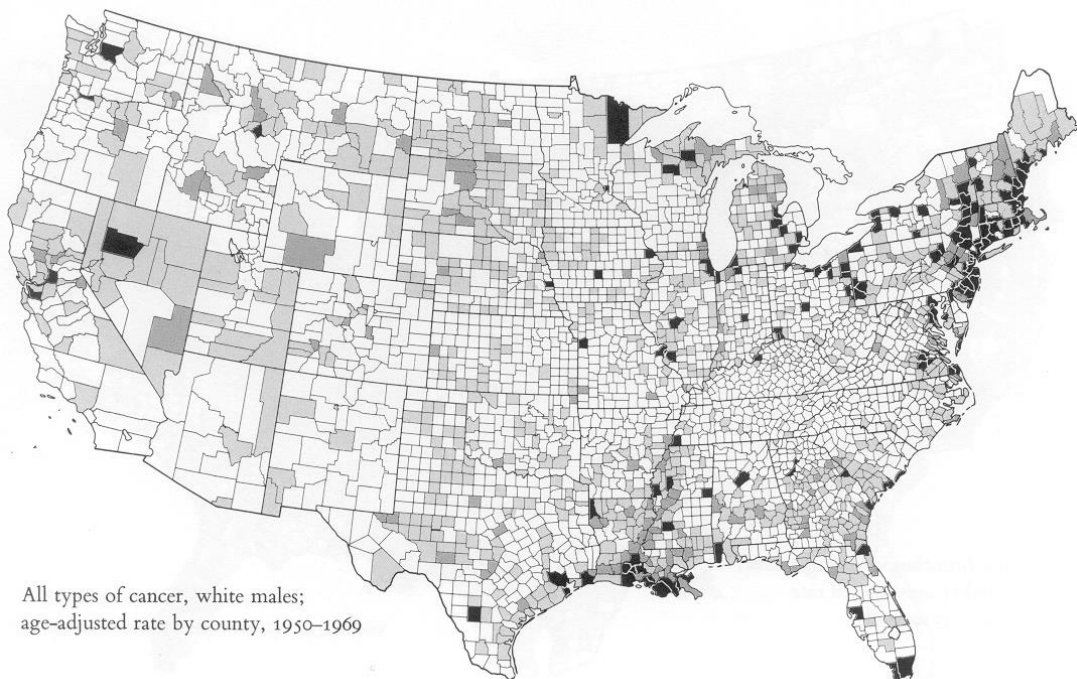 All types of cancer, white males;
age-adjusted rate by county, 1950–1969